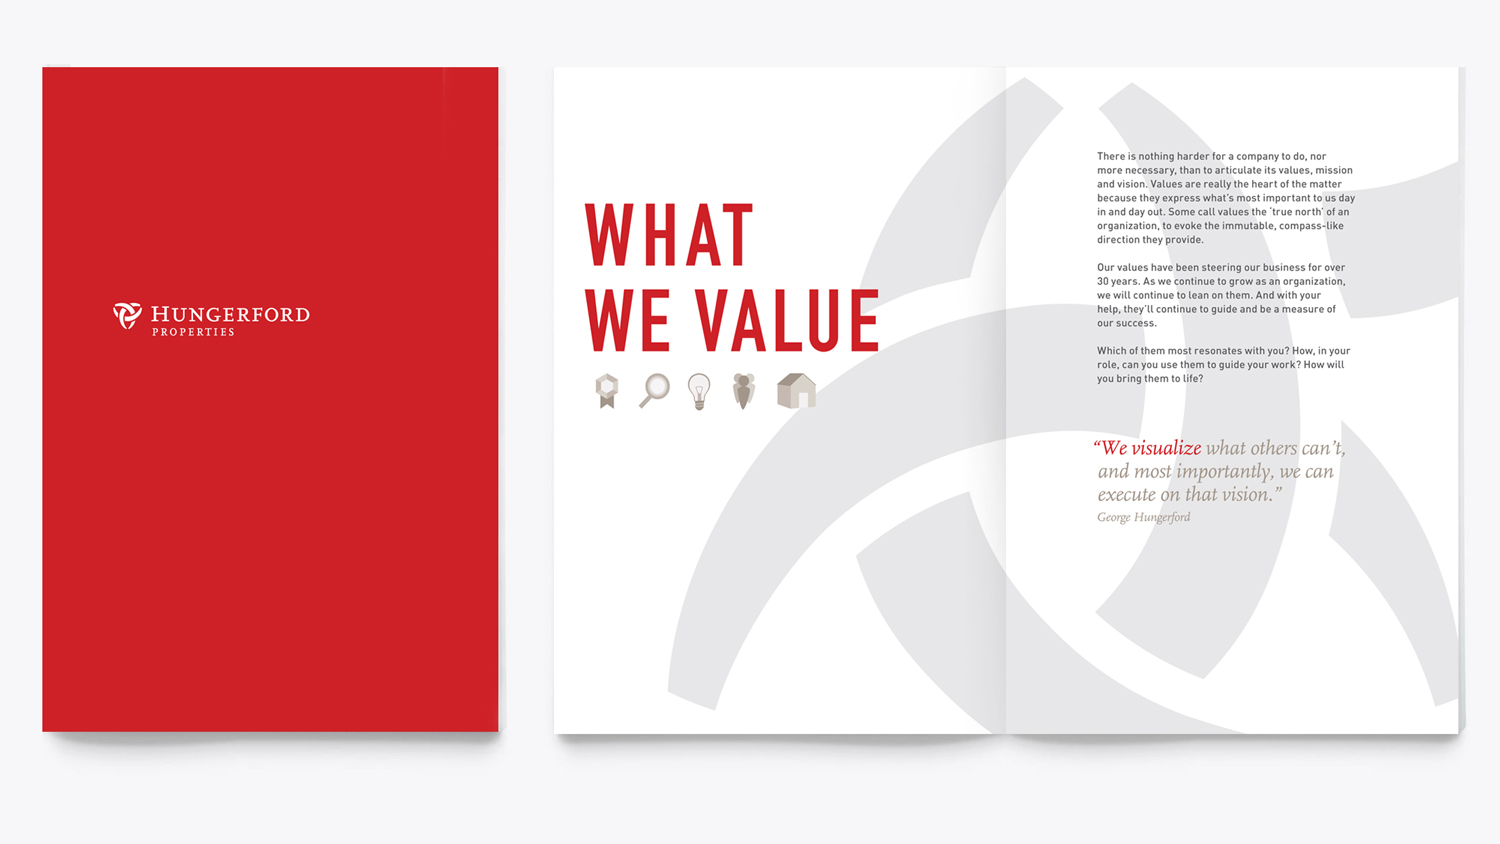 HUNGERFORD
PROPERTIES
WHAT
WE VALUE
There is nothing harder for a company to do, nor
more necessary, than to articulate its values, mission
and vision. Values are really the heart of the matter
because they express what's most important to us day
in and day out. Some call values the 'true north' of an
organization, to evoke the immutable, compass-like
direction they provide.
Our values have been steering our business for over
30 years. As we continue to grow as an organization,
we will continue to lean on them. And with your
help, they'll continue to guide and be a measure of
our success.
Which of them most resonates with you? How, in your
role, can you use them to guide your work? How will
you bring them to life?
“We visualize what others can't,
and most importantly, we can
execute on that vision.”
George Hungerford